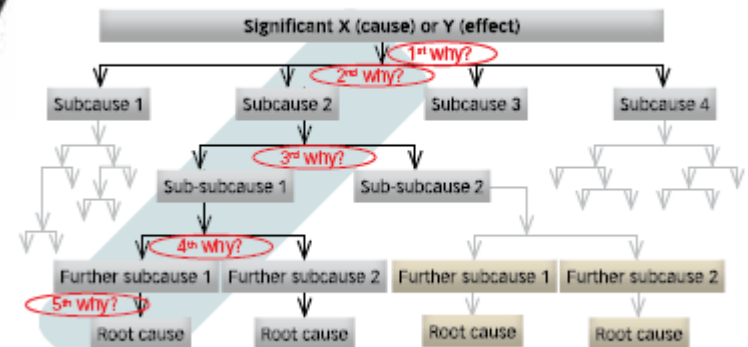 Significant X (cause) or Y (effect)
1st why?
2nd why?
Subcause 1
Subcause 2
Subcause 3
Subcause 4
3rd why?
Sub-subcause 1
Sub-subcause 2
4th why?
Further subcause 1
Further subcause 2
Further subcause 1
Further subcause 2
5th why?
Root cause
Root cause
Root cause
Root cause